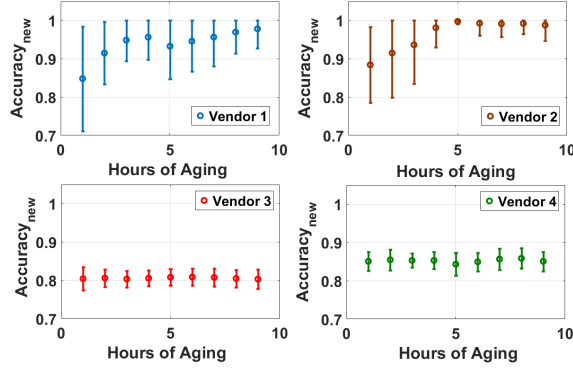 1
0.9
0.8
0.7
Accuracy_new
Vendor 1
0 5 10
Hours of Aging
1
0.9
0.8
0.7
Accuracy_new
Vendor 2
0 5 10
Hours of Aging
1
0.9
0.8
0.7
Accuracy_new
Vendor 3
0 5 10
Hours of Aging
1
0.9
0.8
0.7
Accuracy_new
Vendor 4
0 5 10
Hours of Aging